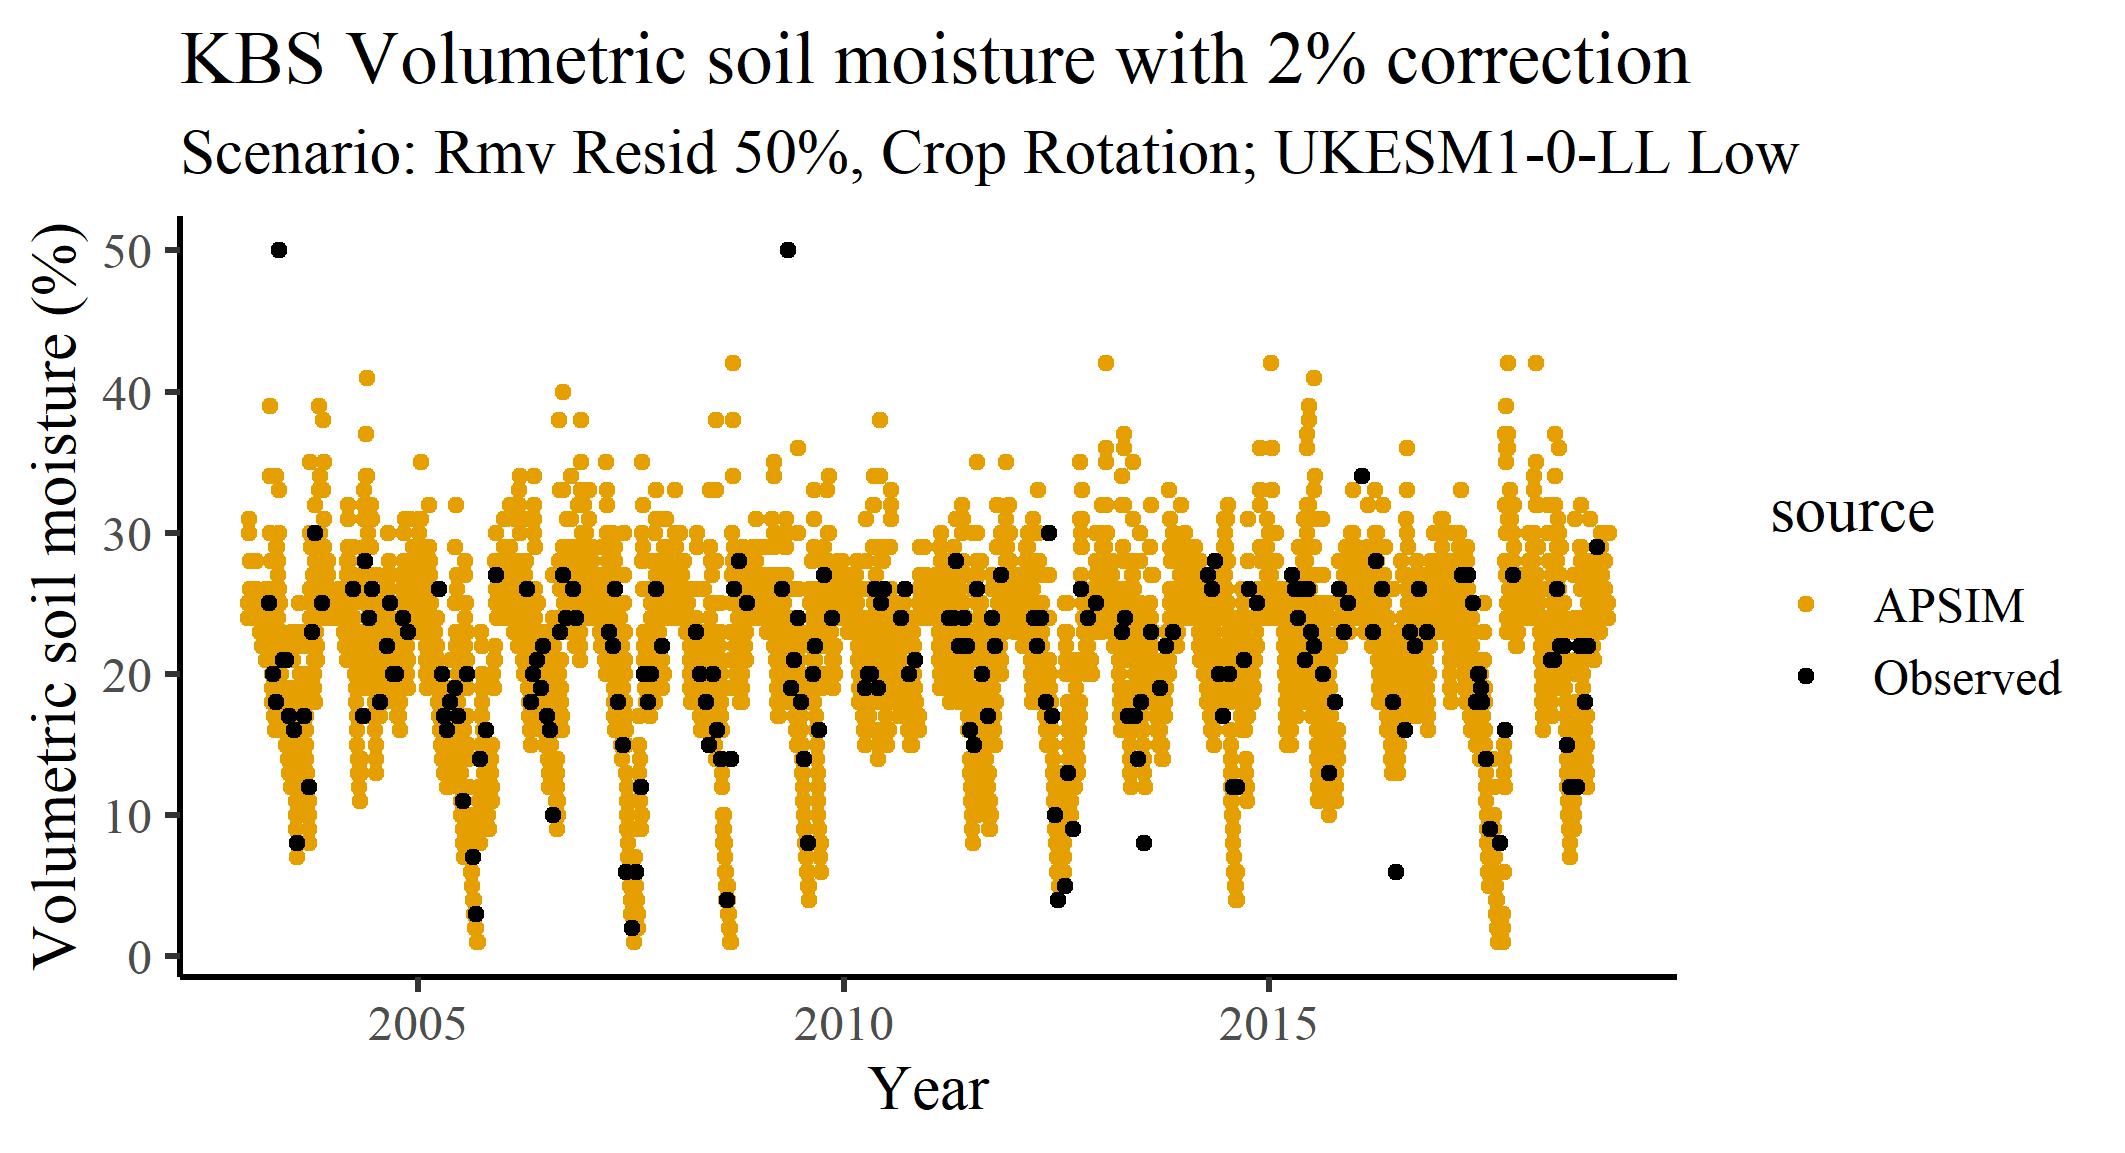 KBS Volumetric soil moisture with 2% correction
Scenario: Rmv Resid 50%, Crop Rotation; UKESM1-0-LL Low
Volumetric soil moisture (%)
50
40
30
20
10
0
2005
2010
2015
Year
source
APSIM
Observed